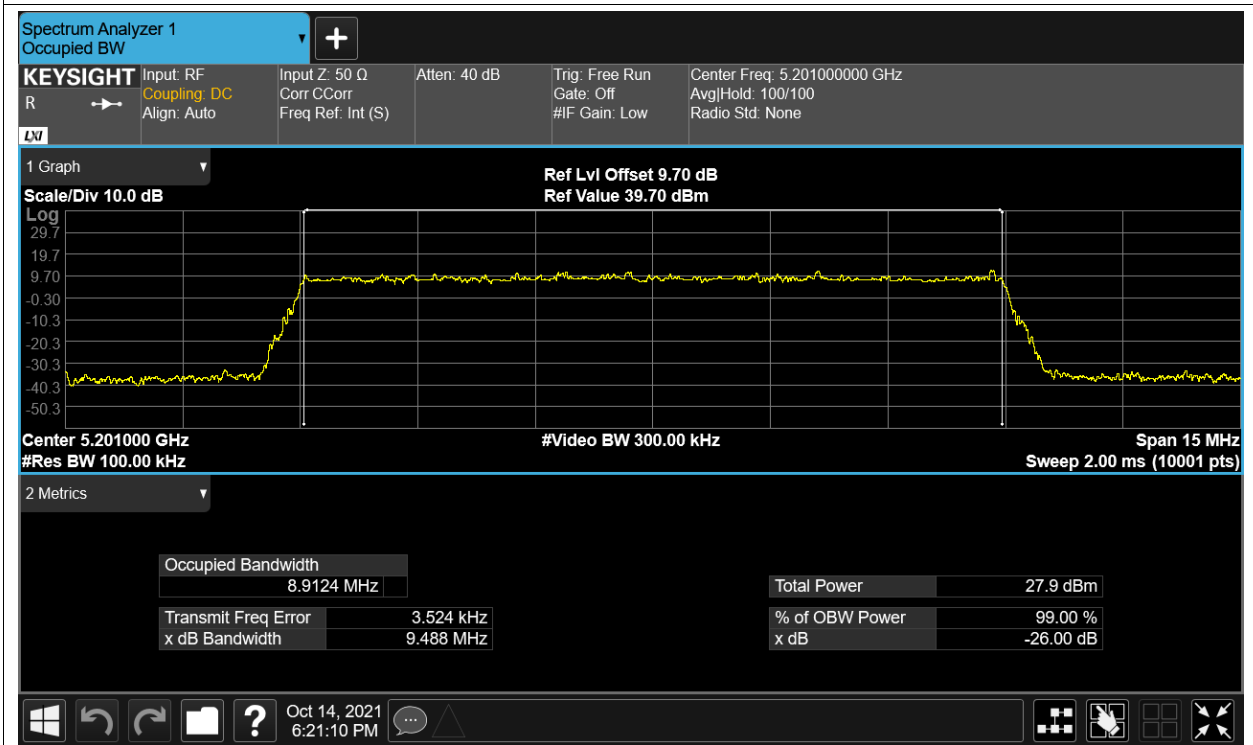 Spectrum Analyzer 1
Occupied BW
KEYSIGHT
R
LXI
Input: RF
Coupling: DC
Align: Auto
Input Z: 50 Ω
Corr CCorr
Freq Ref: Int (S)
Atten: 40 dB
Trig: Free Run
Gate: Off
#IF Gain: Low
Center Freq: 5.201000000 GHz
Avg|Hold: 100/100
Radio Std: None
1 Graph
Scale/Div 10.0 dB
Ref Lvl Offset 9.70 dB
Ref Value 39.70 dBm
Log
29.7
19.7
9.70
-0.30
-10.3
-20.3
-30.3
-40.3
-50.3
Center 5.201000 GHz
#Res BW 100.00 kHz
#Video BW 300.00 kHz
Span 15 MHz
Sweep 2.00 ms (10001 pts)
2 Metrics
Occupied Bandwidth
8.9124 MHz
Transmit Freq Error 3.524 kHz
x dB Bandwidth 9.488 MHz
Total Power 27.9 dBm
% of OBW Power 99.00 %
x dB -26.00 dB
?
Oct 14, 2021
6:21:10 PM